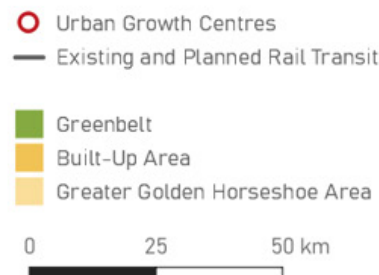 Urban Growth Centres
Existing and Planned Rail Transit
Greenbelt
Built-Up Area
Greater Golden Horseshoe Area
0 25 50 km